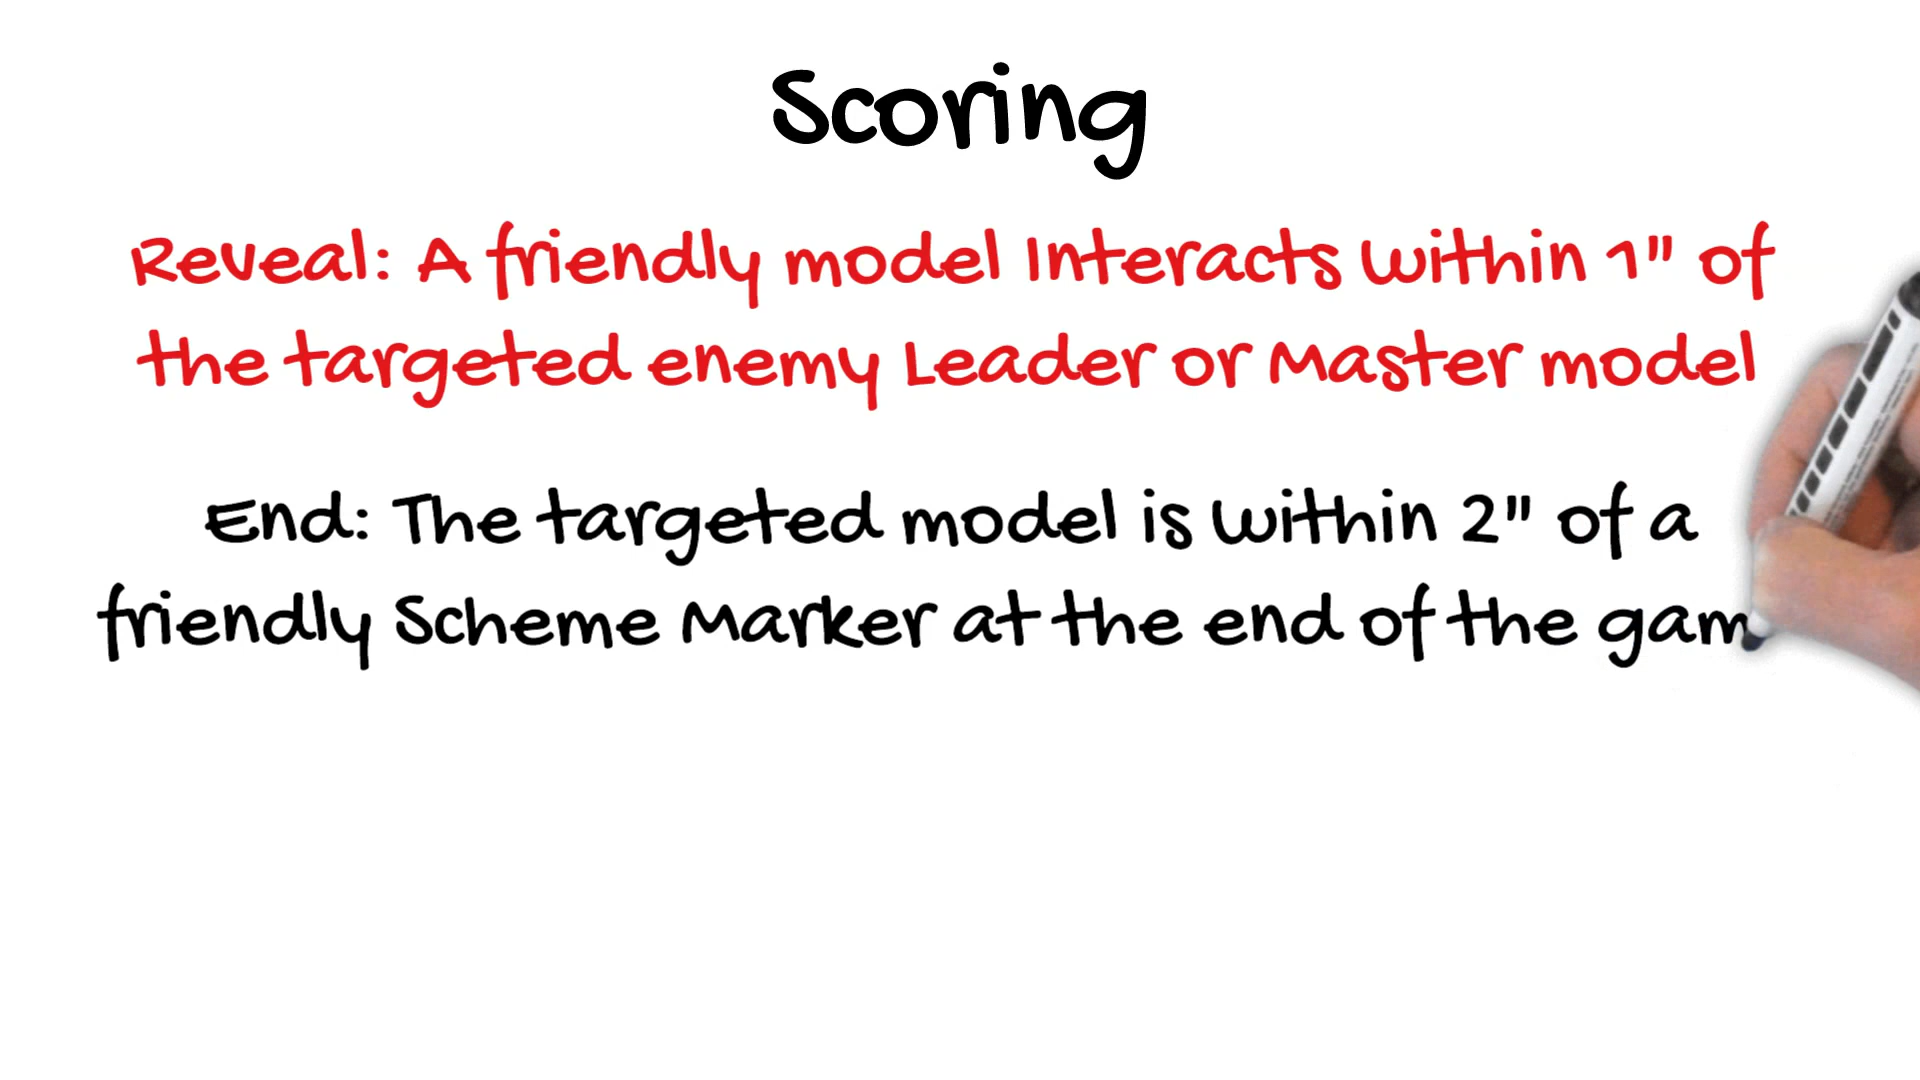 Scoring
Reveal: A friendly model Interacts within 1" of
the targeted enemy Leader or Master model
End: The targeted model is within 2" of a
friendly Scheme Marker at the end of the gam